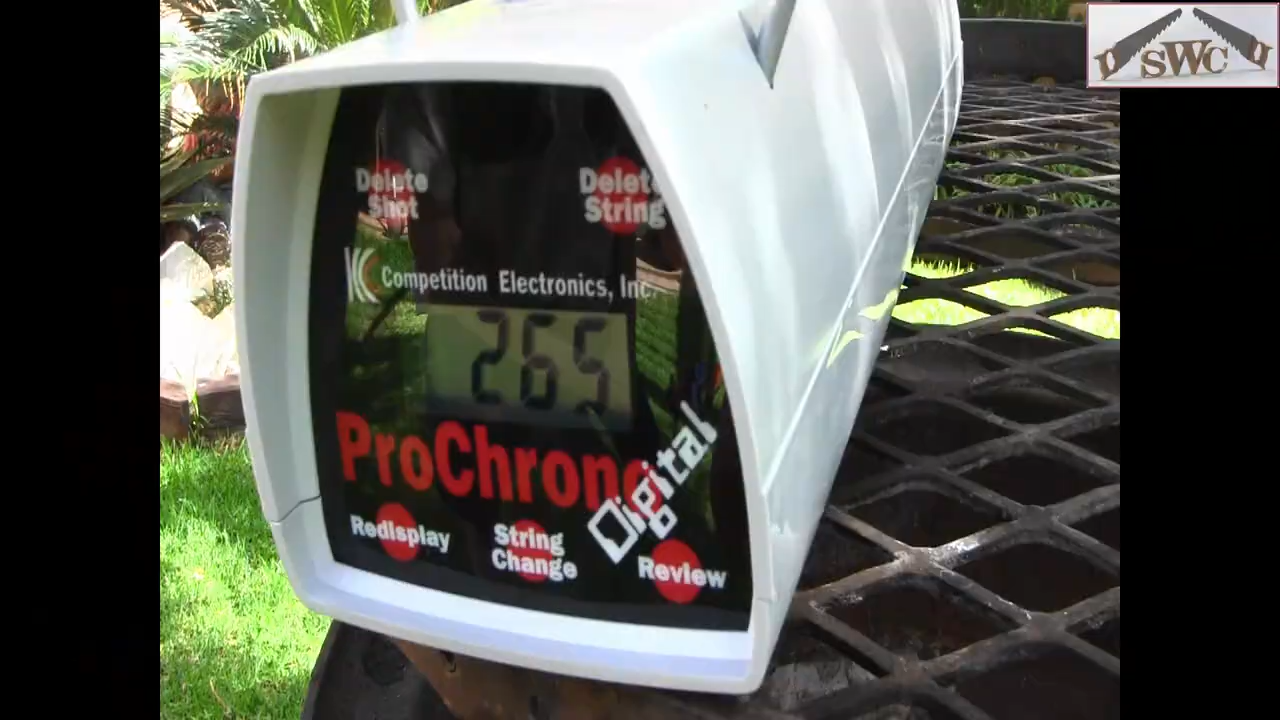 SWC
Delete
Shot
Delete
String
Competition Electronics, Inc.
265
ProChrono
Digital
Redisplay
String
Change
Review